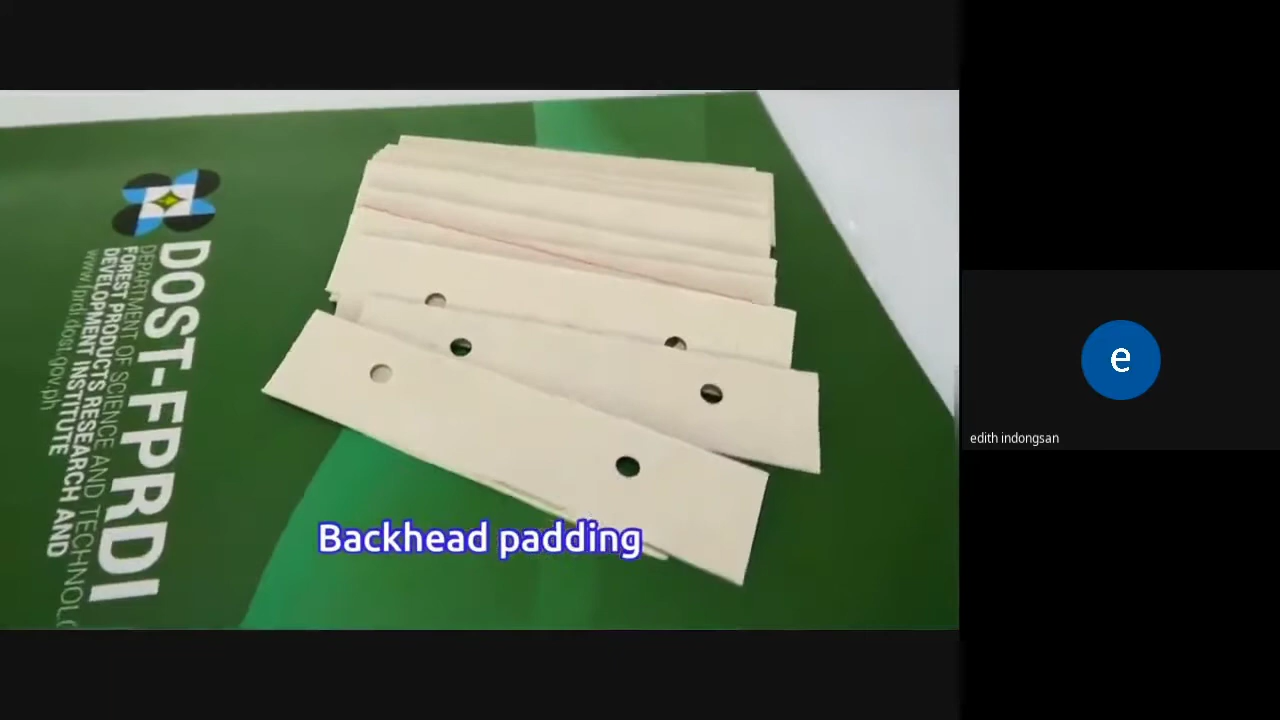 DOST-FPRDI
DEPARTMENT OF SCIENCE AND TECHNOLO
FOREST PRODUCTS RESEARCH AND
DEVELOPMENT INSTITUTE
www.fprdi.dost.gov.ph
Backhead padding
e
edith indongsan